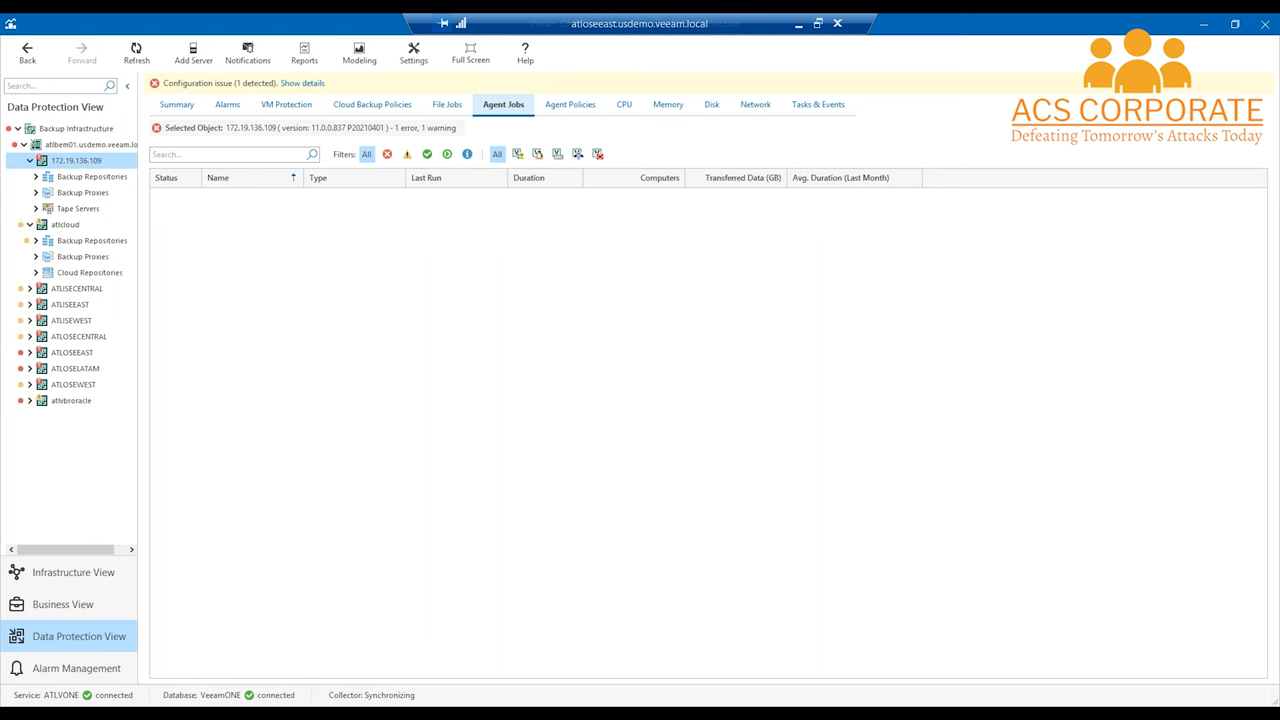 atloseeast.usdemo.veeam.local
Back
Forward
Refresh
Add Server
Notifications
Reports
Modeling
Settings
Full Screen
Help
ACS CORPORATE
Defeating Tomorrow's Attacks Today
Search...
Configuration issue (1 detected). Show details
Data Protection View
Summary
Alarms
VM Protection
Cloud Backup Policies
File Jobs
Agent Jobs
Agent Policies
CPU
Memory
Disk
Network
Tasks & Events
Selected Object: 172.19.136.109 ( version: 11.0.0.837 P20210401 ) - 1 error, 1 warning
Search...
Filters: All
All
Status
Name
Type
Last Run
Duration
Computers
Transferred Data (GB)
Avg. Duration (Last Month)
Backup Infrastructure
atlbem01.usdemo.veeam.lo
172.19.136.109
Backup Repositories
Backup Proxies
Tape Servers
atlcloud
Backup Repositories
Backup Proxies
Cloud Repositories
ATLISECENTRAL
ATLISEEAST
ATLISEWEST
ATLOSECENTRAL
ATLOSEEAST
ATLOSELATAM
ATLOSEWEST
atlvbroracle
Infrastructure View
Business View
Data Protection View
Alarm Management
Service: ATLVONE connected
Database: VeeamONE connected
Collector: Synchronizing